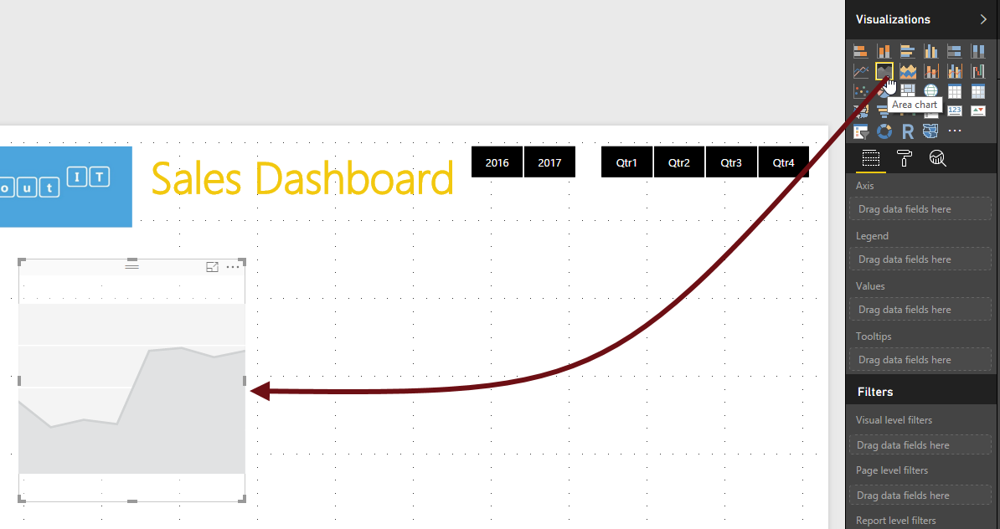 Visualizations
Area chart
123
R
out IT
Sales Dashboard
2016 2017 Qtr1 Qtr2 Qtr3 Qtr4
Axis
Drag data fields here
Legend
Drag data fields here
Values
Drag data fields here
Tooltips
Drag data fields here
Filters
Visual level filters
Drag data fields here
Page level filters
Drag data fields here
Report level filters